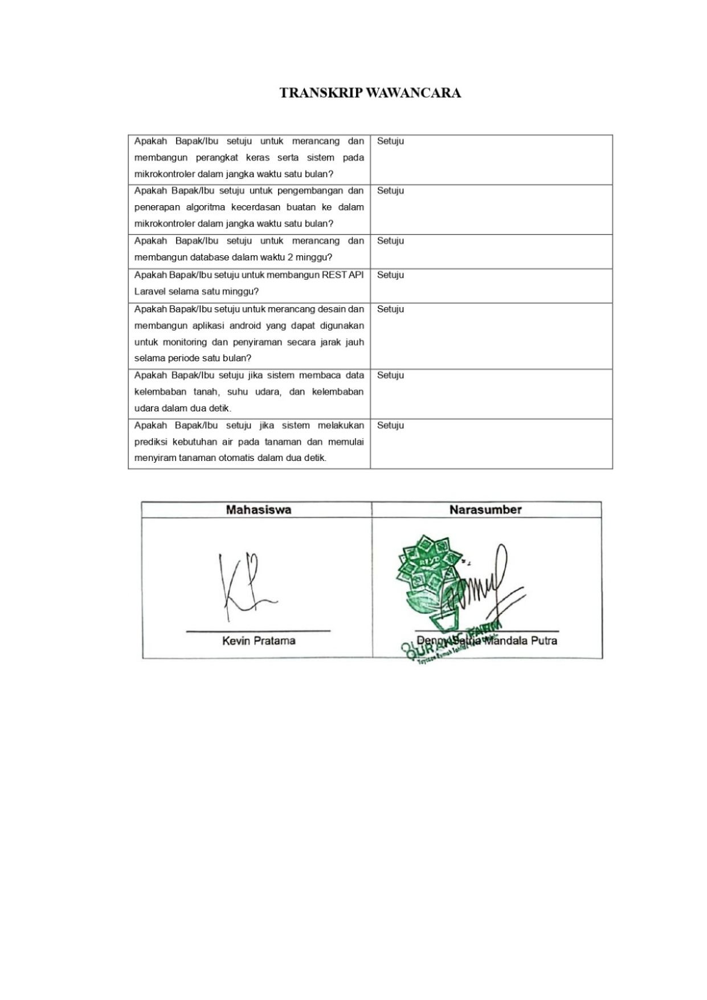 TRANSKRIP WAWANCARA
Apakah Bapak/Ibu setuju untuk merancang dan
membangun perangkat keras serta sistem pada
mikrokontroler dalam jangka waktu satu bulan?
Setuju
Apakah Bapak/Ibu setuju untuk pengembangan dan
penerapan algoritma kecerdasan buatan ke dalam
mikrokontroler dalam jangka waktu satu bulan?
Setuju
Apakah Bapak/Ibu setuju untuk merancang dan
membangun database dalam waktu 2 minggu?
Setuju
Apakah Bapak/Ibu setuju untuk membangun REST API
Laravel selama satu minggu?
Setuju
Apakah Bapak/Ibu setuju untuk merancang desain dan
membangun aplikasi android yang dapat digunakan
untuk monitoring dan penyiraman secara jarak jauh
selama periode satu bulan?
Setuju
Apakah Bapak/Ibu setuju jika sistem membaca data
kelembaban tanah, suhu udara, dan kelembaban
udara dalam dua detik.
Setuju
Apakah Bapak/Ibu setuju jika sistem melakukan
prediksi kebutuhan air pada tanaman dan memulai
menyiram tanaman otomatis dalam dua detik.
Setuju
Mahasiswa
Narasumber
Kevin Pratama
Denny Satria Mandala Putra
QURANIC FARM